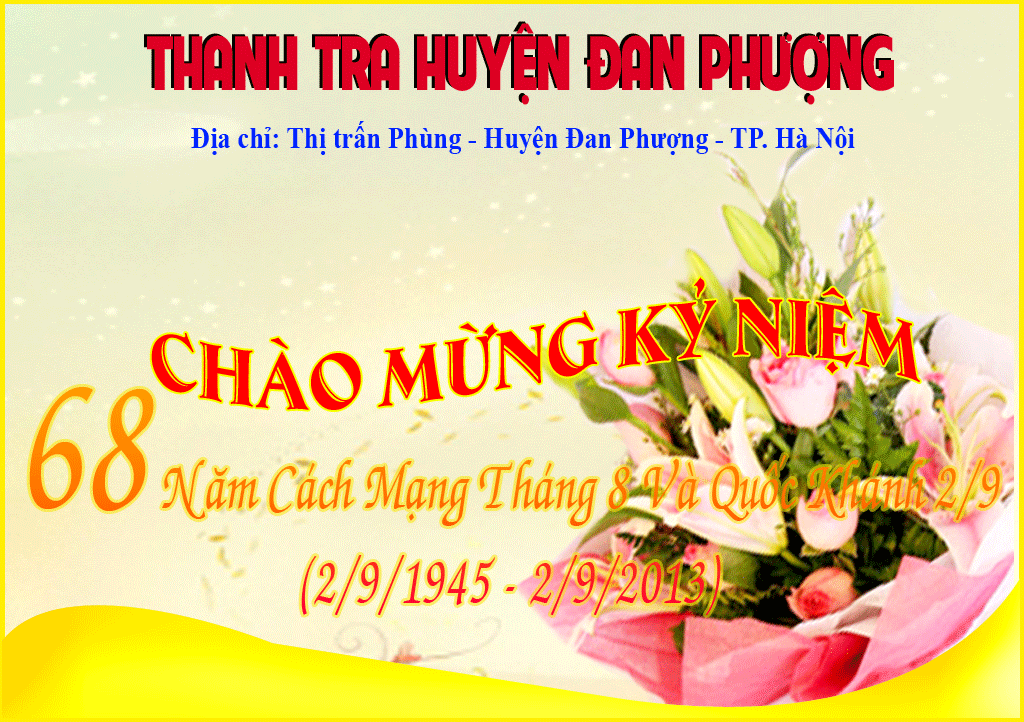 THANH TRA HUYỆN ĐAN PHƯỢNG
Địa chỉ: Thị trấn Phùng - Huyện Đan Phượng - TP. Hà Nội
CHÀO MỪNG KỶ NIỆM
68 Năm Cách Mạng Tháng 8 Và Quốc Khánh 2/9
(2/9/1945 - 2/9/2013)